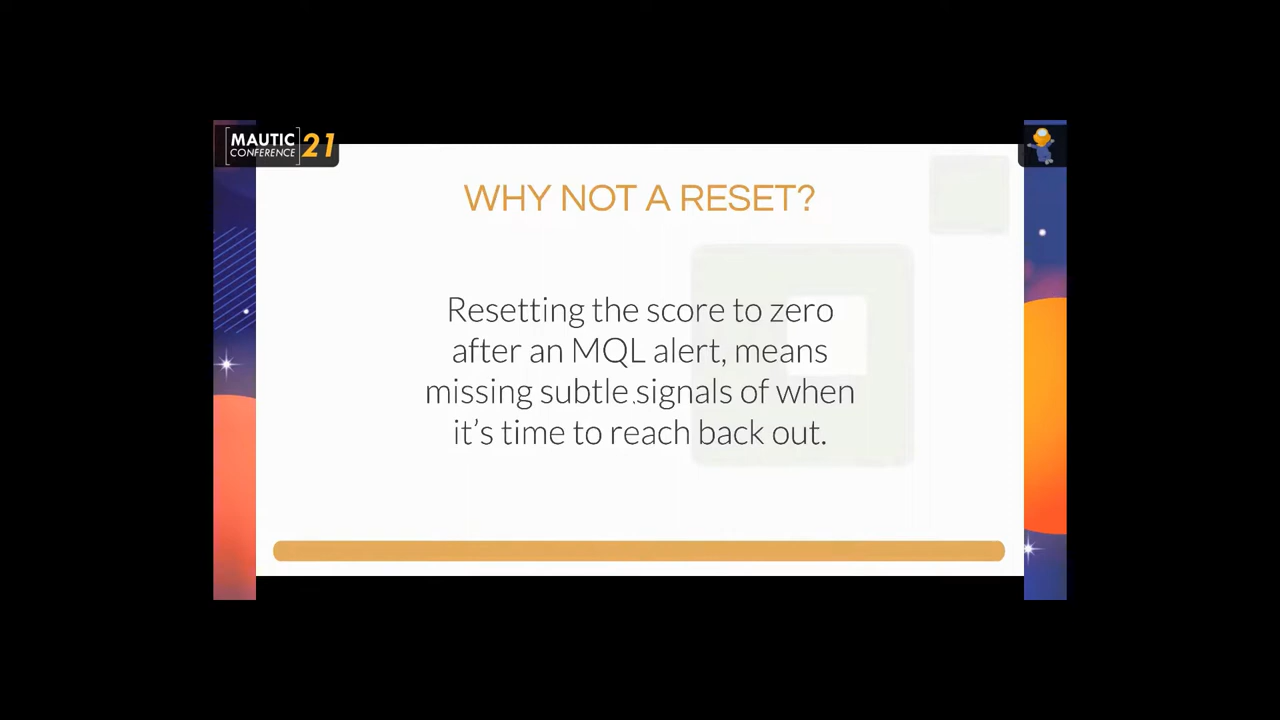 MAUTIC
CONFERENCE 21
WHY NOT A RESET?
Resetting the score to zero
after an MQL alert, means
missing subtle signals of when
it's time to reach back out.